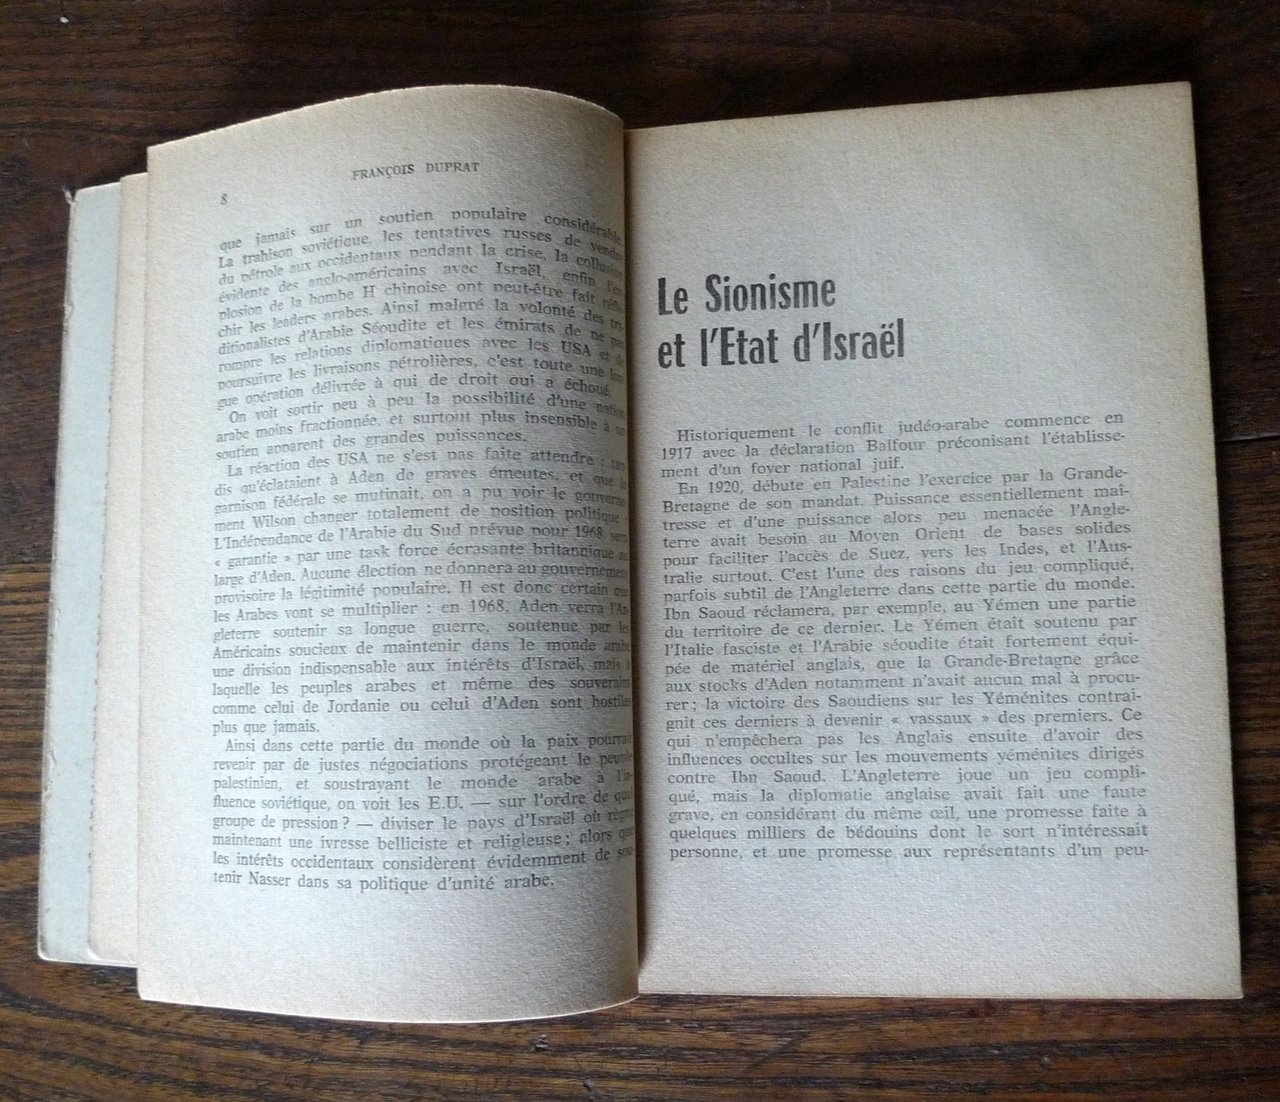 FRANÇOIS DUPRAT
8
que jamais sur un soutien populaire considérable
La trahison soviétique, les tentatives russes de vendre
du pétrole aux occidentaux pendant la crise, la collusion
évidente des anglo-américains avec Israël, enfin
plosion de la bombe H chinoise ont peut-être fait
chir les leaders arabes. Ainsi malgré la volonté des
ditionalistes d'Arabie Séoudite et les émirats de ne
rompre les relations diplomatiques avec les USA et
poursuivre les livraisons pétrolières, c'est toute une
gue opération délivrée à qui de droit qui a échoué.
On voit sortir peu à peu la possibilité d'une nation
arabe moins fractionnée, et surtout plus insensible à
soutien apparent des grandes puissances.
La réaction des USA ne s'est pas faite attendre : tan-
dis qu'éclataient à Aden de graves émeutes, et que
garnison fédérale se mutinait, on a pu voir le gouverne-
ment Wilson changer totalement de position politique
L'Indépendance de l'Arabie du Sud prévue pour 1968, sera
« garantie » par une task force écrasante britannique au
large d'Aden. Aucune élection ne donnera au gouvernement
provisoire la légitimité populaire. Il est donc certain que
les Arabes vont se multiplier : en 1968, Aden verra l'An-
gleterre soutenir sa longue guerre, soutenue par les
Américains soucieux de maintenir dans le monde arabe
une division indispensable aux intérêts d'Israël, mais à
laquelle les peuples arabes et même des souverains
comme celui de Jordanie ou celui d'Aden sont hostiles
plus que jamais.
Ainsi dans cette partie du monde où la paix pourrait
revenir par de justes négociations protégeant le peuple
palestinien, et soustrayant le monde arabe à l'in-
fluence soviétique, on voit les E.U. — sur l'ordre de quel
groupe de pression ? — diviser le pays d'Israël où règne
maintenant une ivresse belliciste et religieuse ; alors que
les intérêts occidentaux considèrent évidemment de sou-
tenir Nasser dans sa politique d'unité arabe.
Le Sionisme
et l'Etat d'Israël
Historiquement le conflit judéo-arabe commence en
1917 avec la déclaration Balfour préconisant l'établisse-
ment d'un foyer national juif.
En 1920, débute en Palestine l'exercice par la Grande-
Bretagne de son mandat. Puissance essentiellement maî-
tresse et d'une puissance alors peu menacée l'Angle-
terre avait besoin au Moyen Orient de bases solides
pour faciliter l'accès de Suez, vers les Indes, et l'Aus-
tralie surtout. C'est l'une des raisons du jeu compliqué,
parfois subtil de l'Angleterre dans cette partie du monde.
Ibn Saoud réclamera, par exemple, au Yémen une partie
du territoire de ce dernier. Le Yémen était soutenu par
l'Italie fasciste et l'Arabie séoudite était fortement équi-
pée de matériel anglais, que la Grande-Bretagne grâce
aux stocks d'Aden notamment n'avait aucun mal à procu-
rer ; la victoire des Saoudiens sur les Yéménites contrai-
gnit ces derniers à devenir « vassaux » des premiers. Ce
qui n'empêchera pas les Anglais ensuite d'avoir des
influences occultes sur les mouvements yéménites dirigés
contre Ibn Saoud. L'Angleterre joue un jeu compli-
qué, mais la diplomatie anglaise avait fait une faute
grave, en considérant du même œil, une promesse faite à
quelques milliers de bédouins dont le sort n'intéressait
personne, et une promesse aux représentants d'un peu-